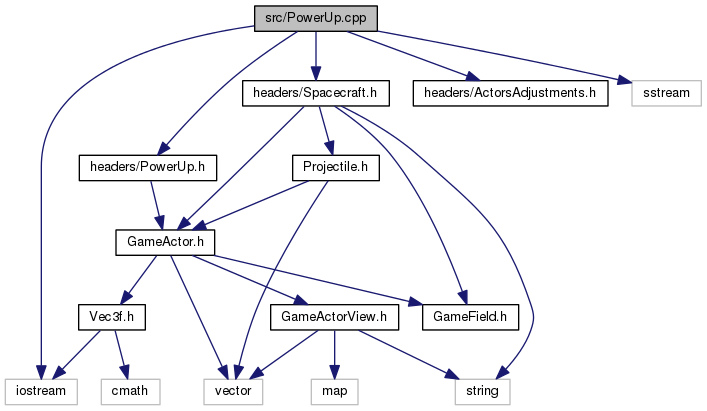 src/PowerUp.cpp
headers/Spacecraft.h
headers/ActorsAdjustments.h
sstream
headers/PowerUp.h
Projectile.h
GameActor.h
Vec3f.h
GameActorView.h
GameField.h
iostream
cmath
vector
map
string